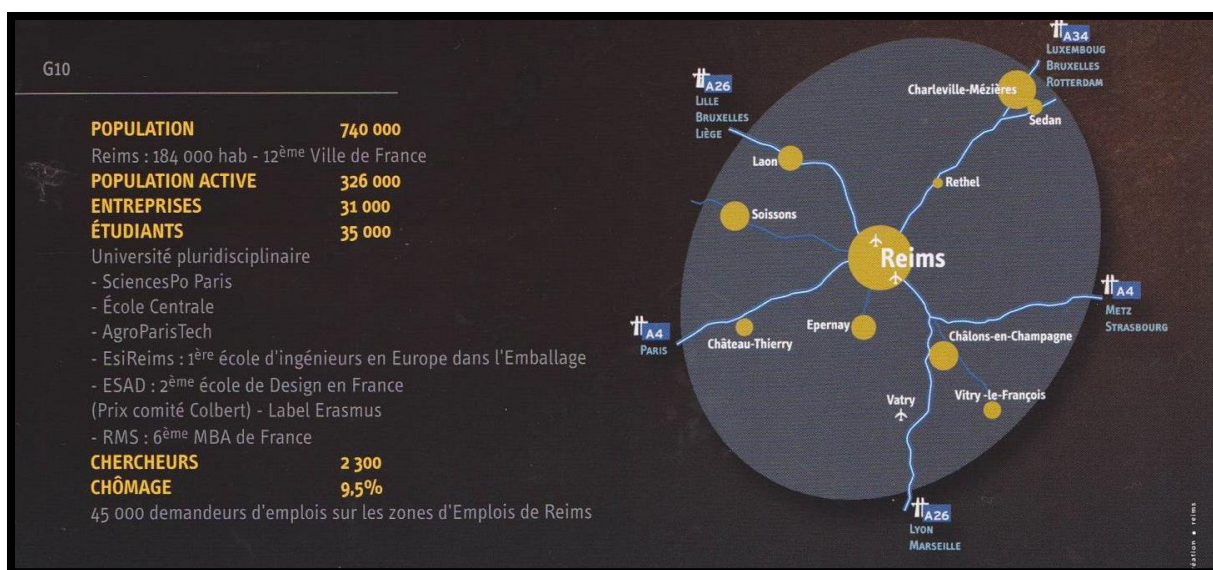 G10
POPULATION 740 000
Reims : 184 000 hab - 12ème Ville de France
POPULATION ACTIVE 326 000
ENTREPRISES 31 000
ÉTUDIANTS 35 000
Université pluridisciplinaire
- SciencesPo Paris
- École Centrale
- AgroParisTech
- EsiReims : 1ère école d'ingénieurs en Europe dans l'Emballage
- ESAD : 2ème école de Design en France
(Prix comité Colbert) - Label Erasmus
- RMS : 6ème MBA de France
CHERCHEURS 2 300
CHÔMAGE 9,5%
45 000 demandeurs d'emplois sur les zones d'Emplois de Reims
A34
LUXEMBOUG
BRUXELLES
ROTTERDAM
A26
LILLE
BRUXELLES
LIÈGE
Charleville-Mézières
Sedan
Laon
Rethel
Soissons
Reims
A4
METZ
STRASBOURG
A4
PARIS
Château-Thierry
Epernay
Châlons-en-Champagne
Vatry
Vitry -le-François
A26
LYON
MARSEILLE
reims